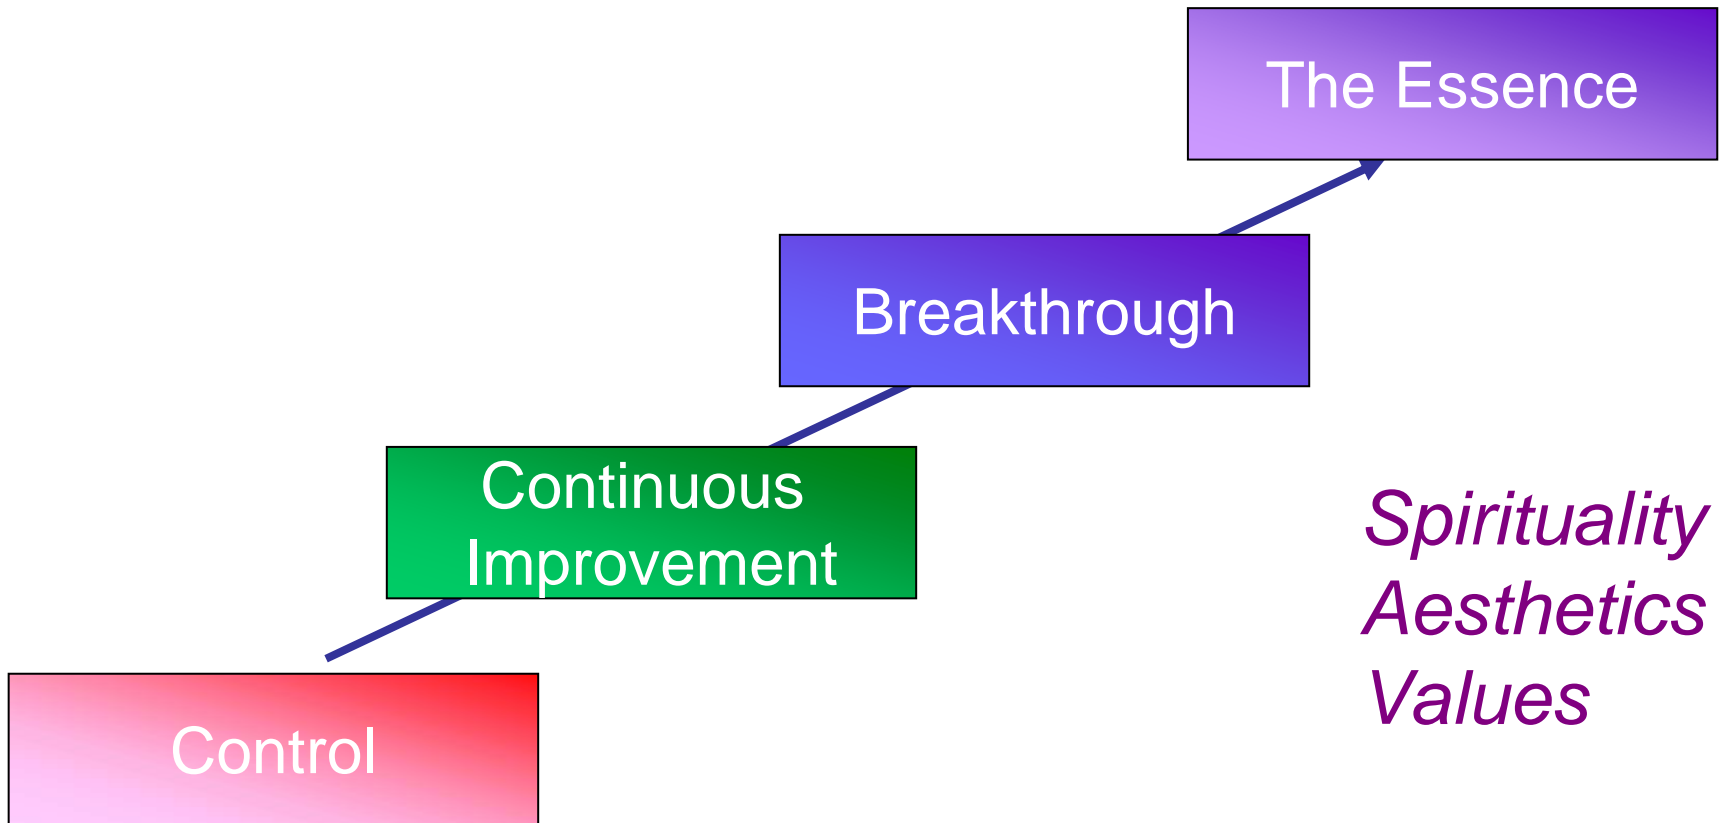 The Essence
Breakthrough
Continuous
Improvement
Spirituality
Aesthetics
Values
Control